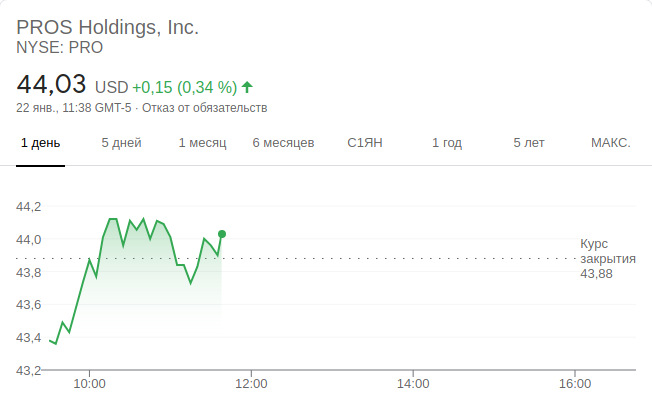 PROS Holdings, Inc.
NYSE: PRO
44,03 USD +0,15 (0,34 %)
22 янв., 11:38 GMT-5 · Отказ от обязательств
1 день 5 дней 1 месяц 6 месяцев С1ЯН 1 год 5 лет МАКС.
44,2
44,0
Курс
закрытия
43,88
43,8
43,6
43,4
43,2
10:00 12:00 14:00 16:00